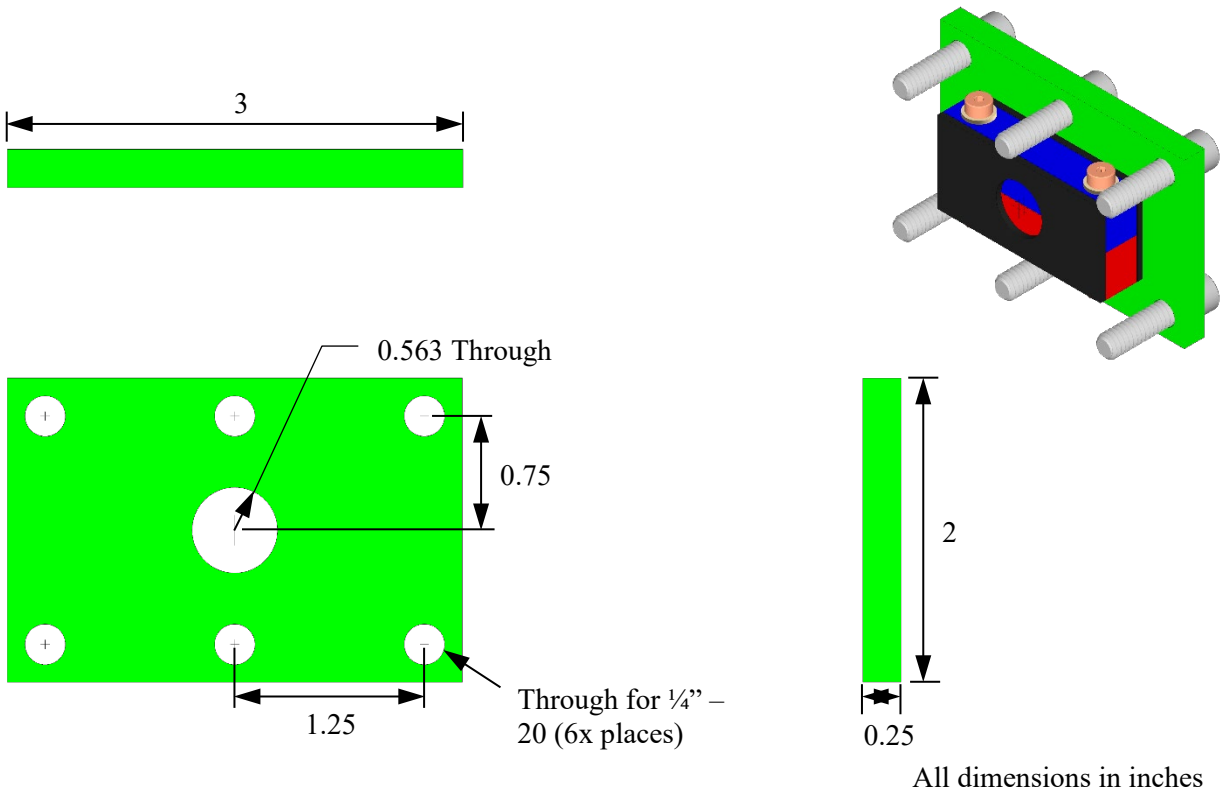 3
0.563 Through
0.75
2
1.25
Through for ¼” –
20 (6x places)
0.25
All dimensions in inches